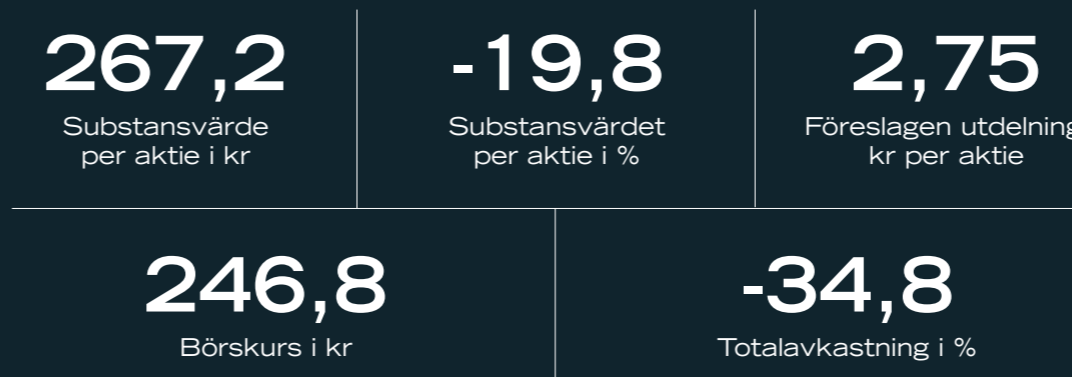 267,2
Substansvärde
per aktie i kr
-19,8
Substansvärdet
per aktie i %
2,75
Föreslagen utdelning
kr per aktie
246,8
Börskurs i kr
-34,8
Totalavkastning i %